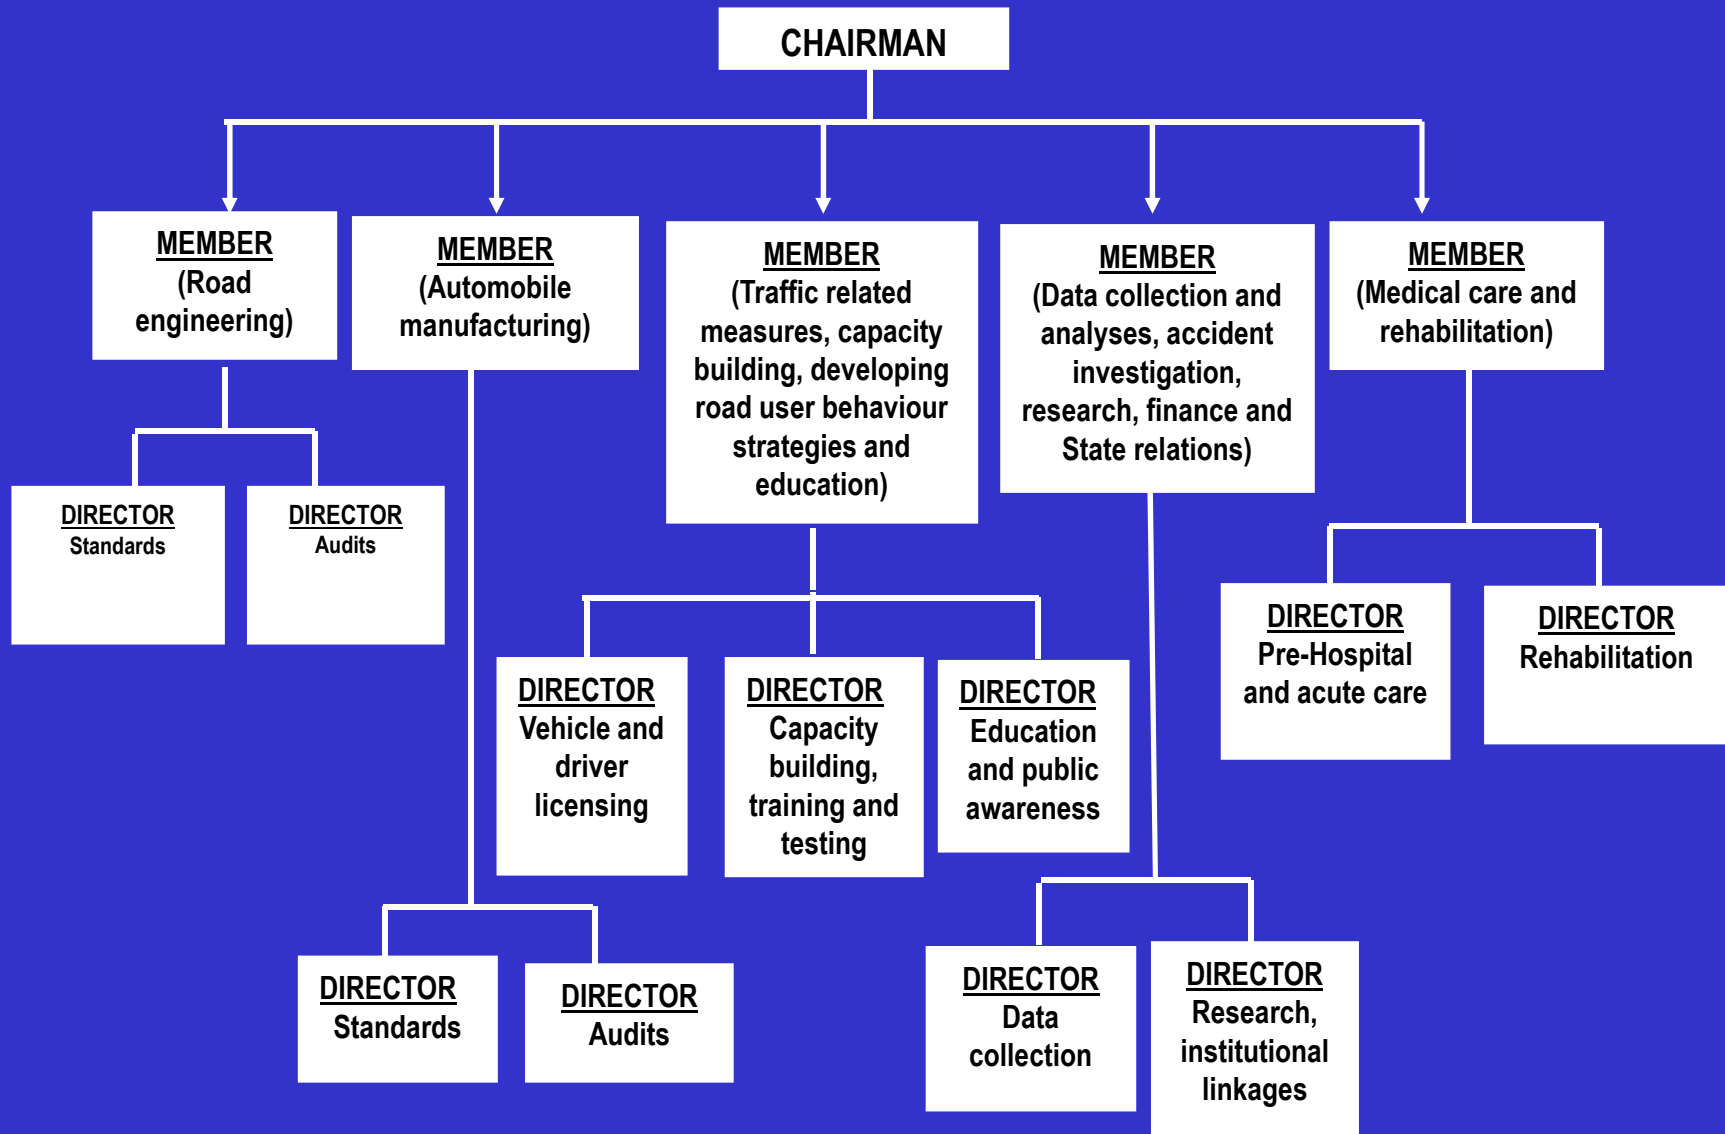 CHAIRMAN
MEMBER
(Road
engineering)
MEMBER
(Automobile
manufacturing)
MEMBER
(Traffic related
measures, capacity
building, developing
road user behaviour
strategies and
education)
MEMBER
(Data collection and
analyses, accident
investigation,
research, finance and
State relations)
MEMBER
(Medical care and
rehabilitation)
DIRECTOR
Standards
DIRECTOR
Audits
DIRECTOR
Pre-Hospital
and acute care
DIRECTOR
Rehabilitation
DIRECTOR
Vehicle and
driver
licensing
DIRECTOR
Capacity
building,
training and
testing
DIRECTOR
Education
and public
awareness
DIRECTOR
Standards
DIRECTOR
Audits
DIRECTOR
Data
collection
DIRECTOR
Research,
institutional
linkages